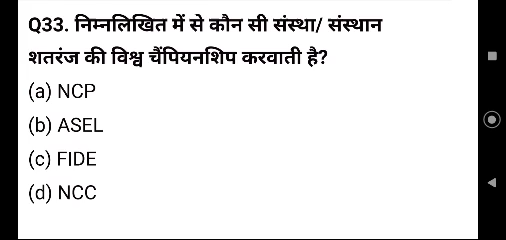 Q33. निम्नलिखित में से कौन सी संस्था/ संस्थान
शतरंज की विश्व चैंपियनशिप करवाती है?
(a) NCP
(b) ASEL
(c) FIDE
(d) NCC